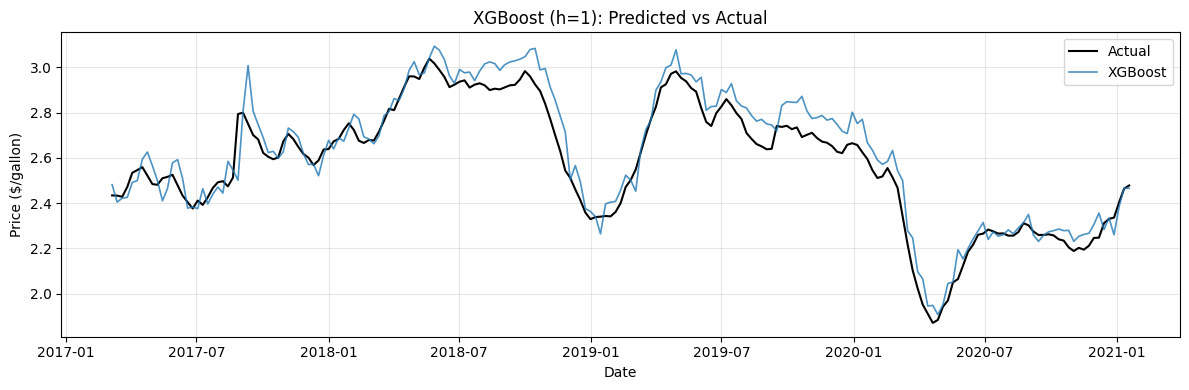 XGBoost (h=1): Predicted vs Actual
Actual
XGBoost
Price ($/gallon)
3.0
2.8
2.6
2.4
2.2
2.0
2017-01 2017-07 2018-01 2018-07 2019-01 2019-07 2020-01 2020-07 2021-01
Date